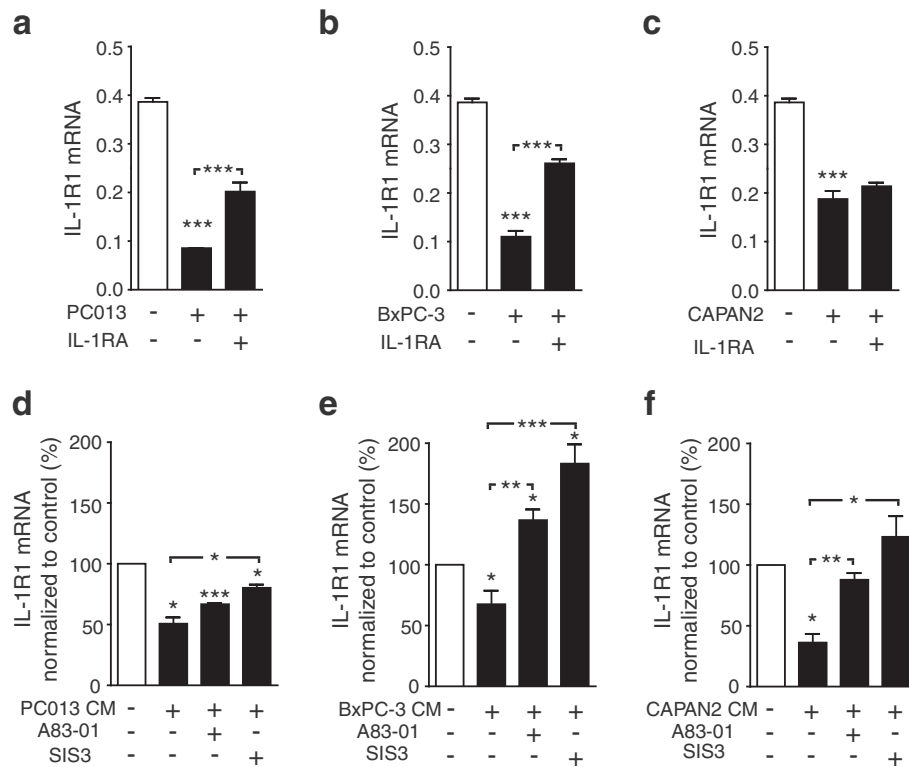 a
IL-1R1 mRNA
0.5
0.4
0.3
0.2
0.1
0.0
***
***
PC013 - + +
IL-1RA - - +
b
IL-1R1 mRNA
0.5
0.4
0.3
0.2
0.1
0.0
***
***
BxPC-3 - + +
IL-1RA - - +
c
IL-1R1 mRNA
0.5
0.4
0.3
0.2
0.1
0.0
***
CAPAN2 - + +
IL-1RA - - +
d
IL-1R1 mRNA
normalized to control (%)
200
150
100
50
0
*
* *** *
PC013 CM - + + +
A83-01 - - + -
SIS3 - - - +
e
IL-1R1 mRNA
normalized to control (%)
200
150
100
50
0
***
*
**
*
*
BxPC-3 CM - + + +
A83-01 - - + -
SIS3 - - - +
f
IL-1R1 mRNA
normalized to control (%)
200
150
100
50
0
*
**
*
CAPAN2 CM - + + +
A83-01 - - + -
SIS3 - - - +